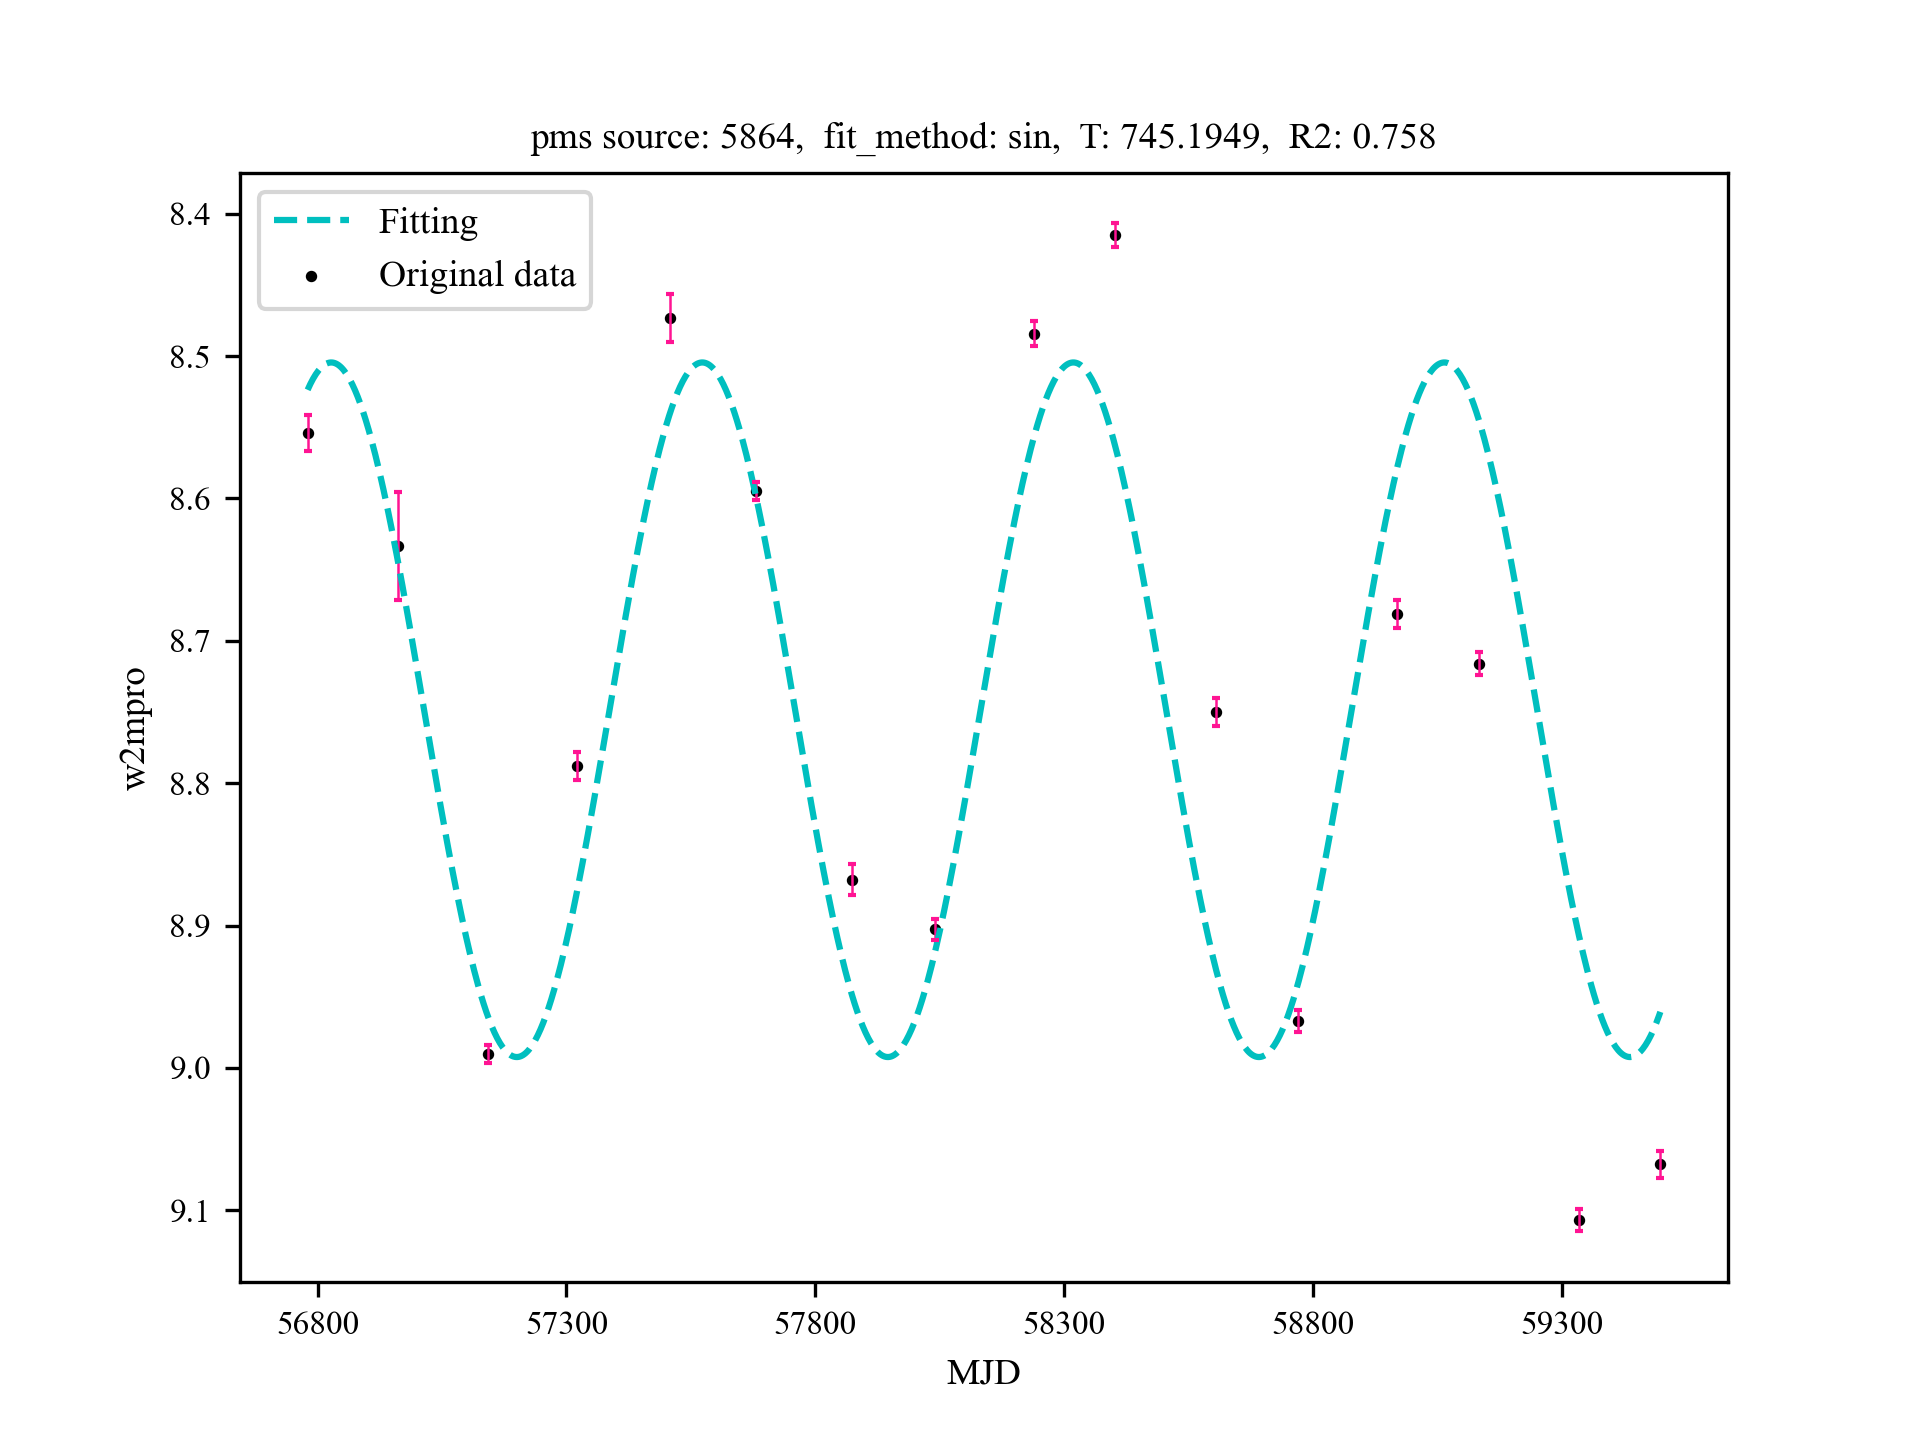 pms source: 5864,  fit_method: sin,  T: 745.1949,  R2: 0.758
Fitting
Original data
8.4
8.5
8.6
8.7
8.8
8.9
9.0
9.1
w2mpro
56800 57300 57800 58300 58800 59300
MJD